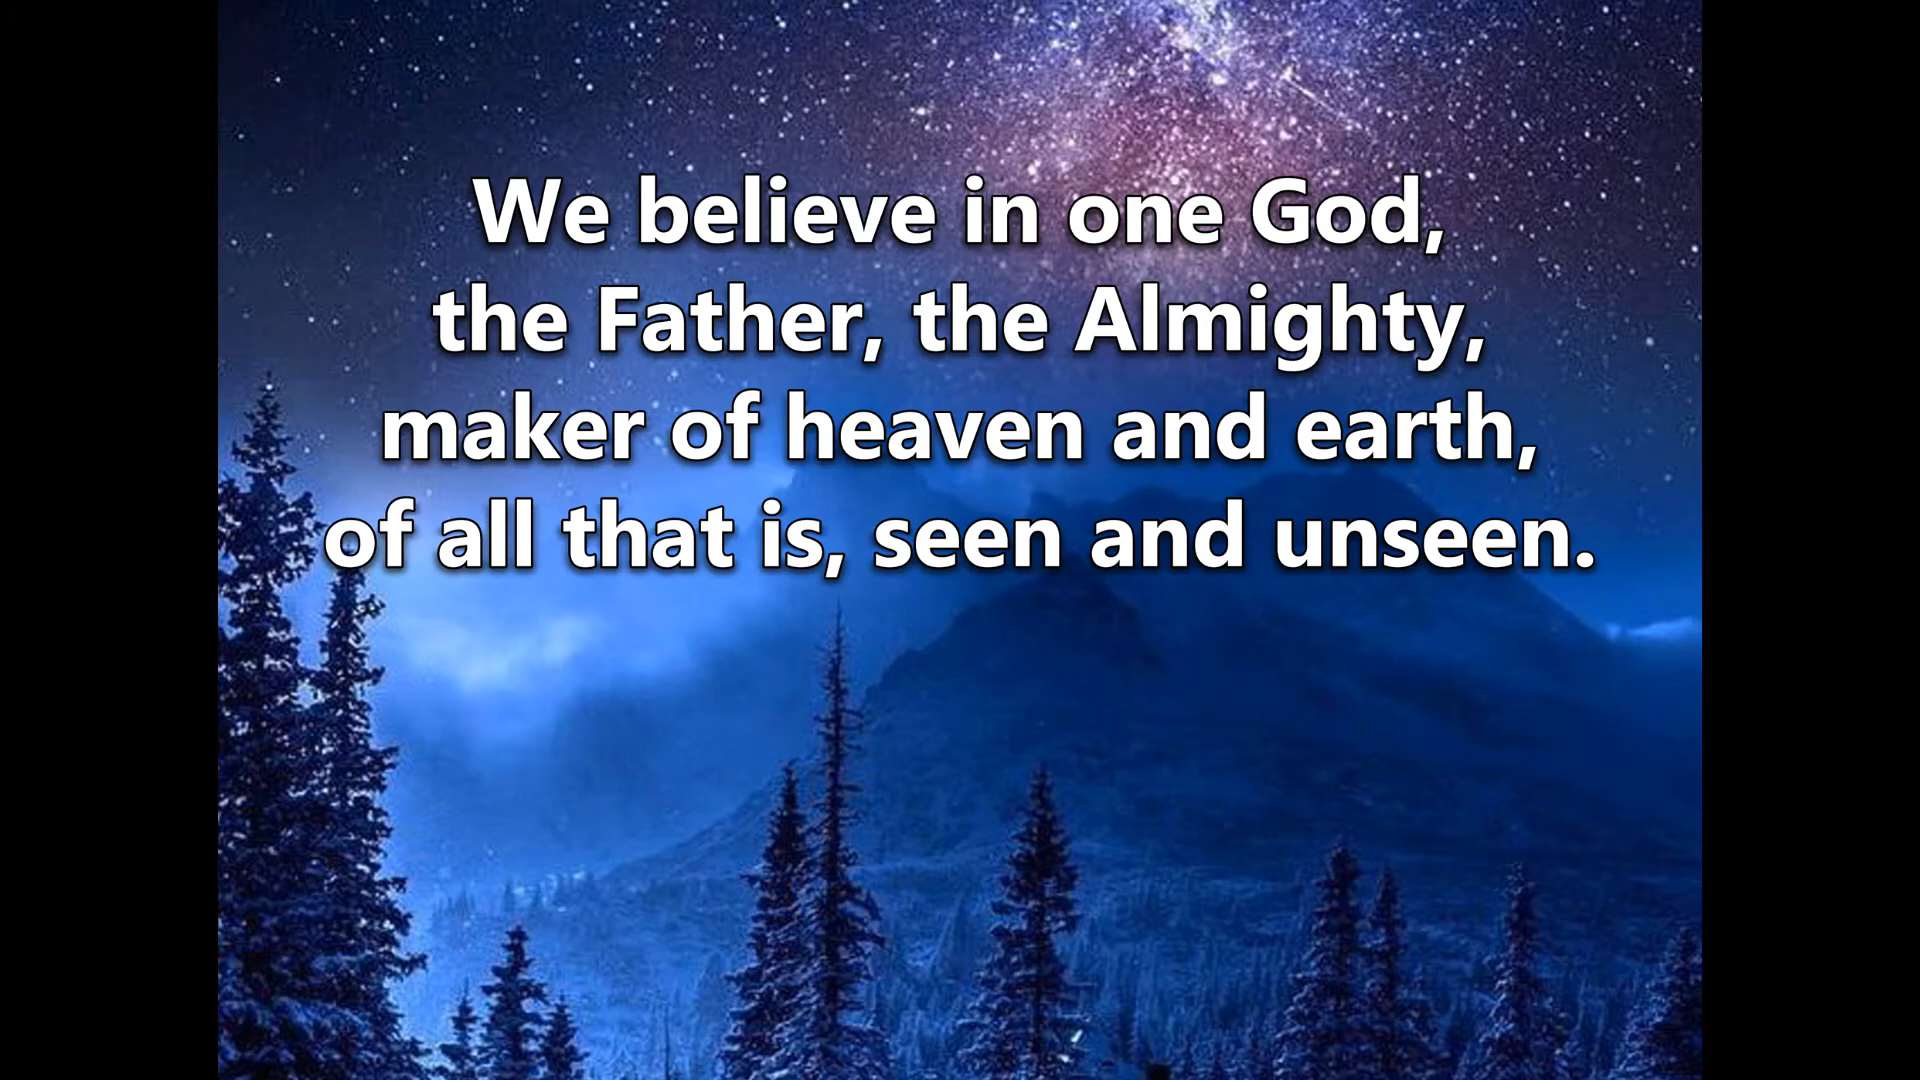 We believe in one God,
the Father, the Almighty,
maker of heaven and earth,
of all that is, seen and unseen.